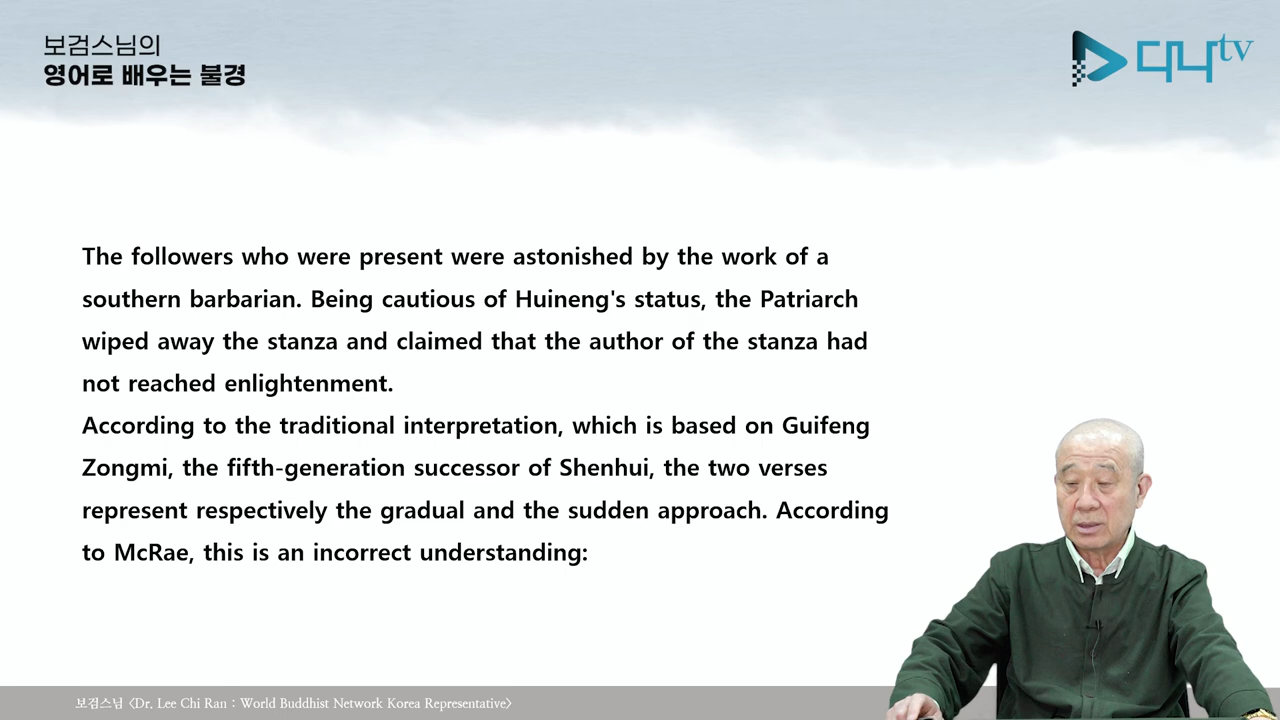 보검스님의
영어로 배우는 불경
디나tv
The followers who were present were astonished by the work of a
southern barbarian. Being cautious of Huineng's status, the Patriarch
wiped away the stanza and claimed that the author of the stanza had
not reached enlightenment.
According to the traditional interpretation, which is based on Guifeng
Zongmi, the fifth-generation successor of Shenhui, the two verses
represent respectively the gradual and the sudden approach. According
to McRae, this is an incorrect understanding:
보검스님 <Dr. Lee Chi Ran : World Buddhist Network Korea Representative>